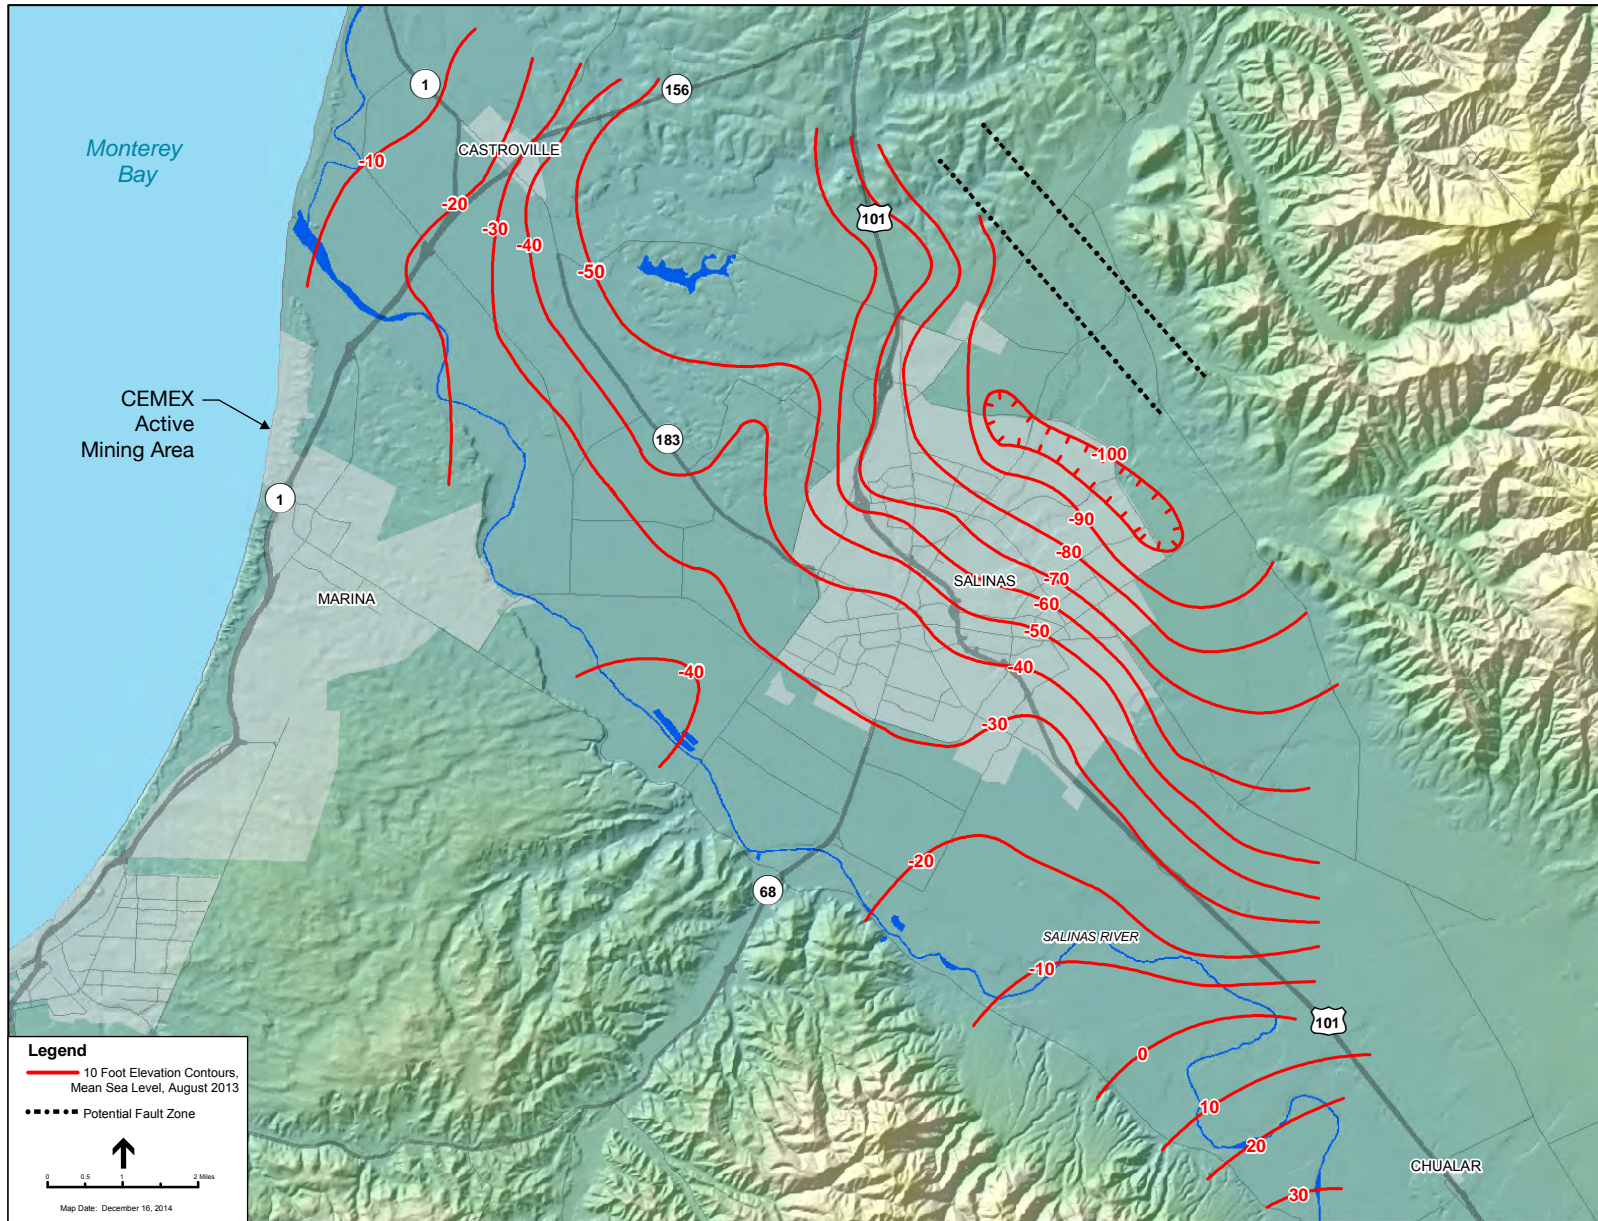 1
156
Monterey
Bay
CASTROVILLE
-10
-20
-30
-40
-50
101
CEMEX
Active
Mining Area
183
-100
1
-90
-80
-70
SALINAS
-60
MARINA
-50
-40
-40
-30
-20
68
SALINAS RIVER
-10
101
0
10
20
CHUALAR
30
Legend
10 Foot Elevation Contours,
Mean Sea Level, August 2013
Potential Fault Zone
0 0.5 1 2 Miles
Map Date: December 16, 2014